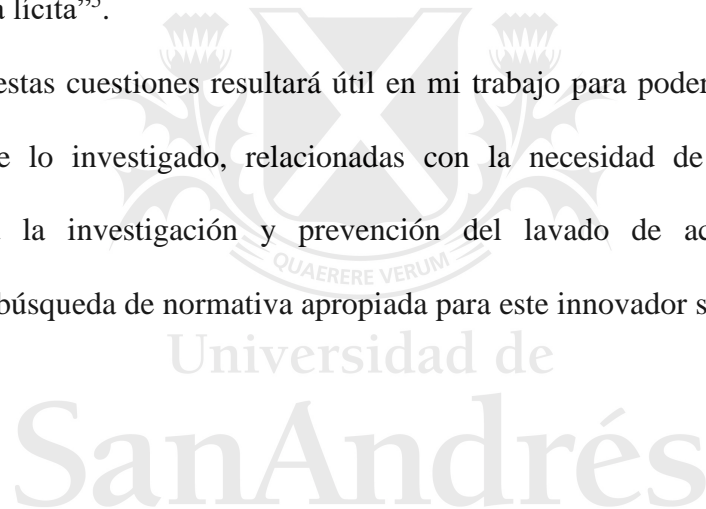 a lícita”⁵.
estas cuestiones resultará útil en mi trabajo para poder
e lo investigado, relacionadas con la necesidad de
la investigación y prevención del lavado de ac
búsqueda de normativa apropiada para este innovador s
QUAERERE VERUM
Universidad de
SanAndrés